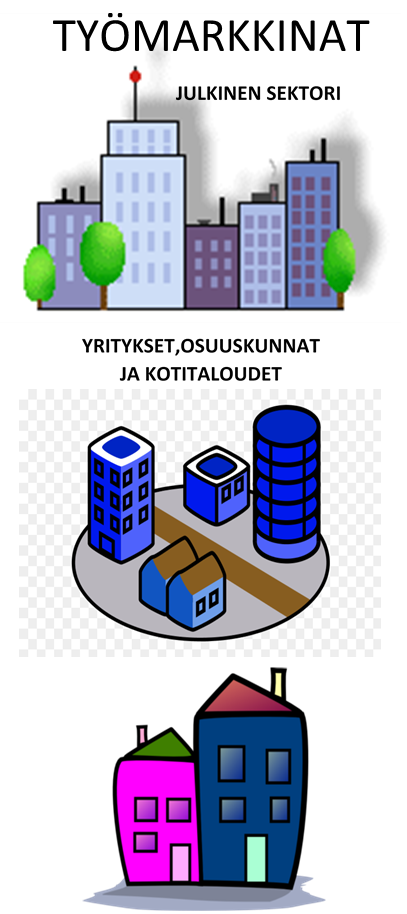 TYÖMARKKINAT
JULKINEN SEKTORI
YRITYKSET,OSUUSKUNNAT
JA KOTITALOUDET